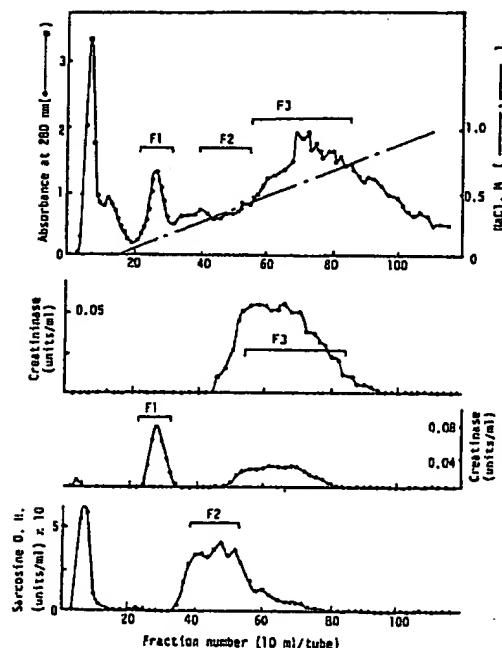 Absorbance at 280 nm(•——•)
3
2
1
0
F1
F2
F3
1.0
0.5
0
NaCl, M (—·—)
20
40
60
80
100
Creatininase
(units/ml)
0.05
F3
F1
0.08
0.04
Creatinase
(units/ml)
Sarcosine D. H.
(units/ml) x 10
5
0
F2
20
40
60
80
100
Fraction number (10 ml/tube)